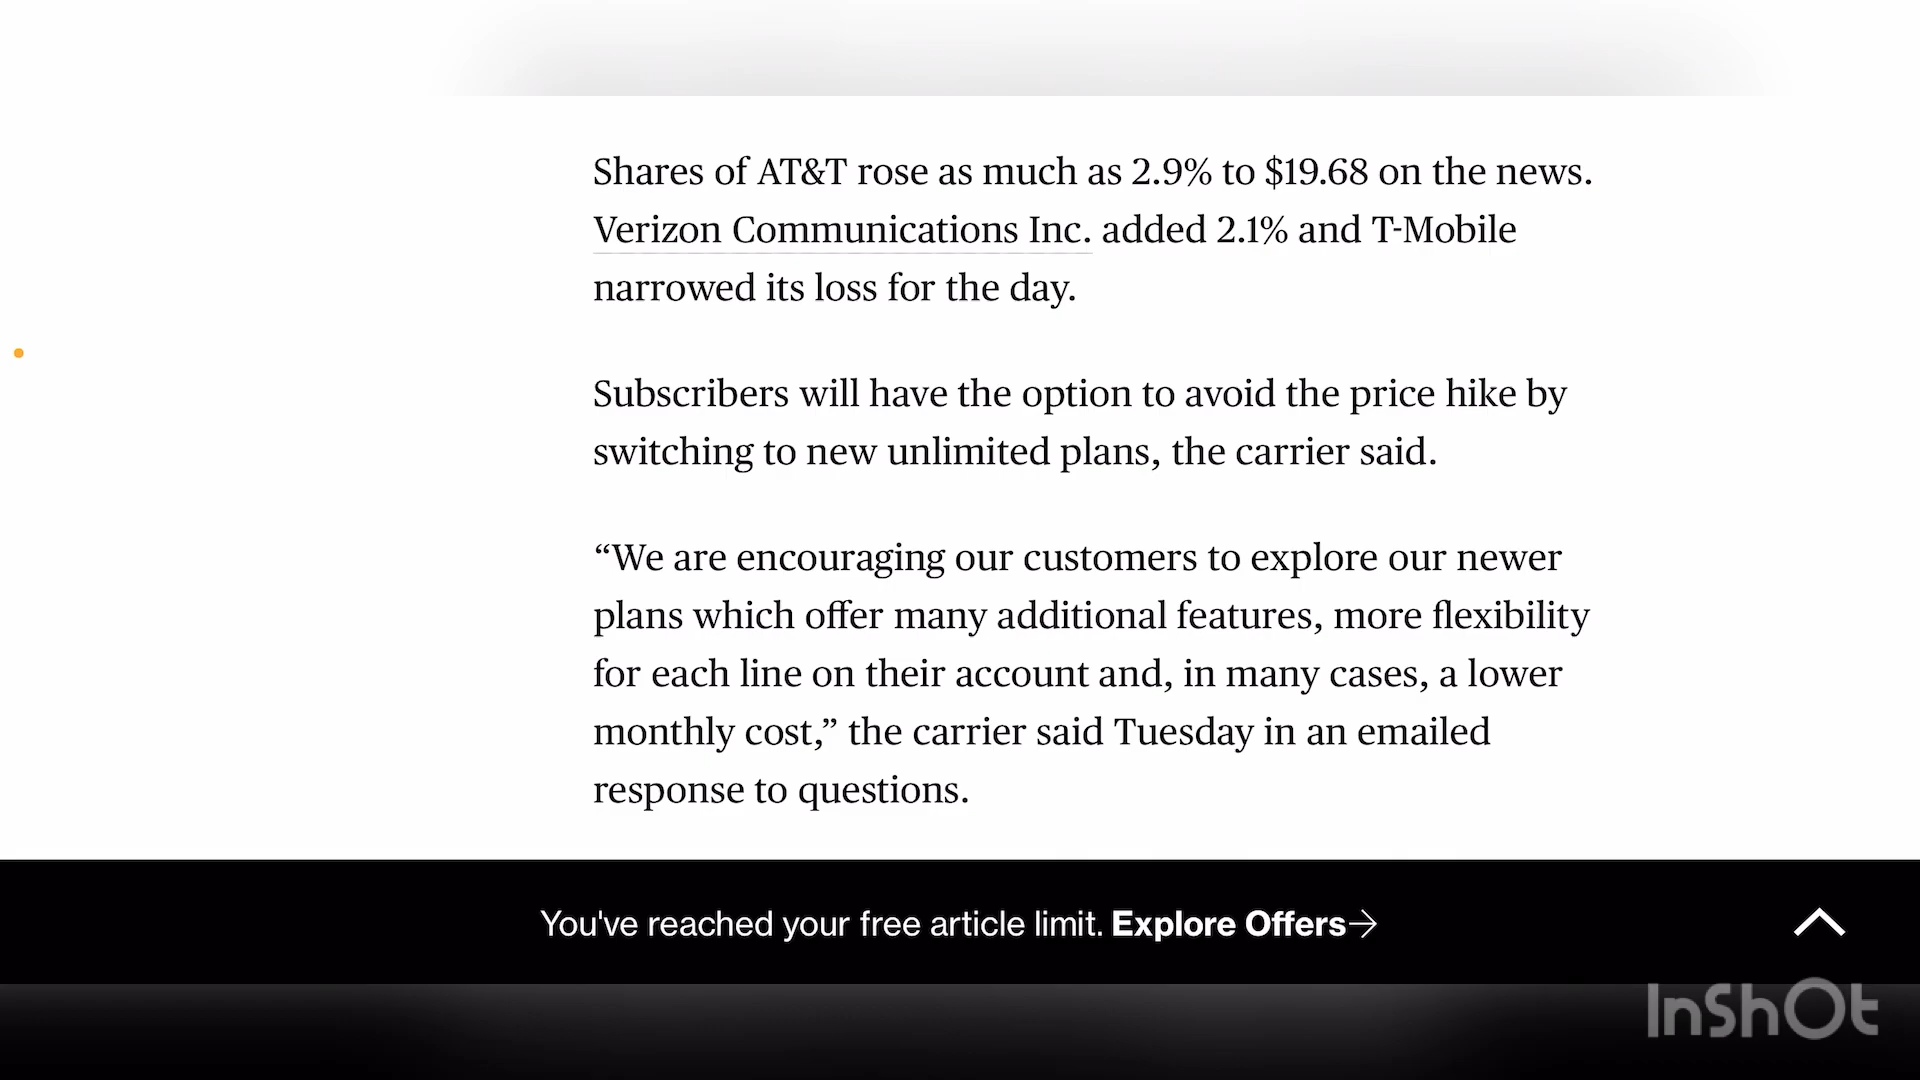 Shares of AT&T rose as much as 2.9% to $19.68 on the news.
Verizon Communications Inc. added 2.1% and T-Mobile
narrowed its loss for the day.
Subscribers will have the option to avoid the price hike by
switching to new unlimited plans, the carrier said.
“We are encouraging our customers to explore our newer
plans which offer many additional features, more flexibility
for each line on their account and, in many cases, a lower
monthly cost,” the carrier said Tuesday in an emailed
response to questions.
You've reached your free article limit. Explore Offers→
InShOt